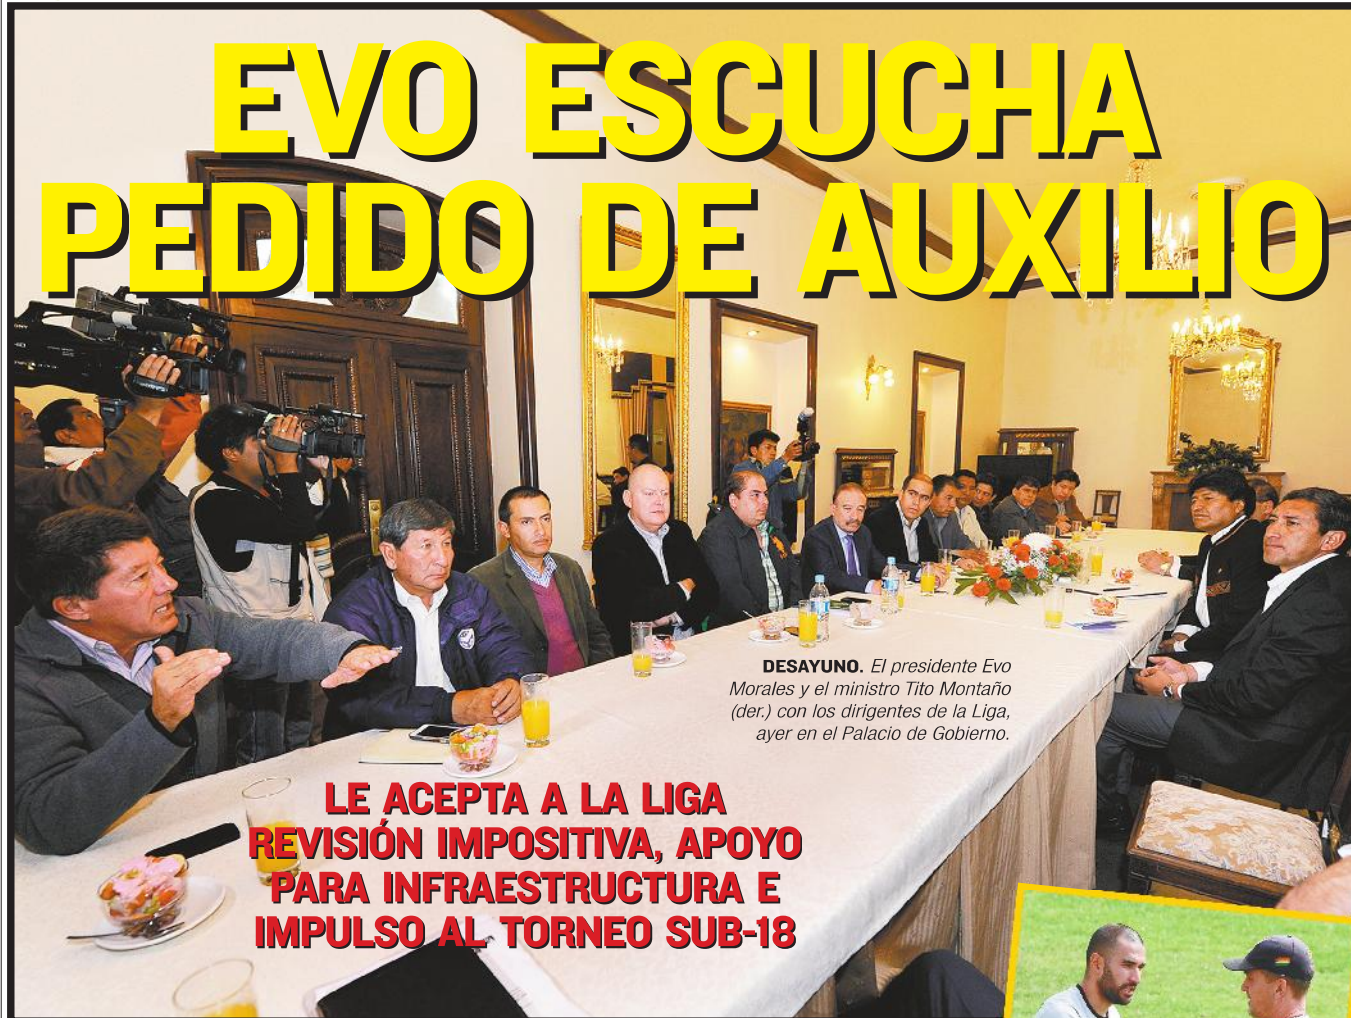 EVO ESCUCHA
PEDIDO DE AUXILIO
DESAYUNO. El presidente Evo
Morales y el ministro Tito Montaño
(der.) con los dirigentes de la Liga,
ayer en el Palacio de Gobierno.
LE ACEPTA A LA LIGA
REVISIÓN IMPOSITIVA, APOYO
PARA INFRAESTRUCTURA E
IMPULSO AL TORNEO SUB-18